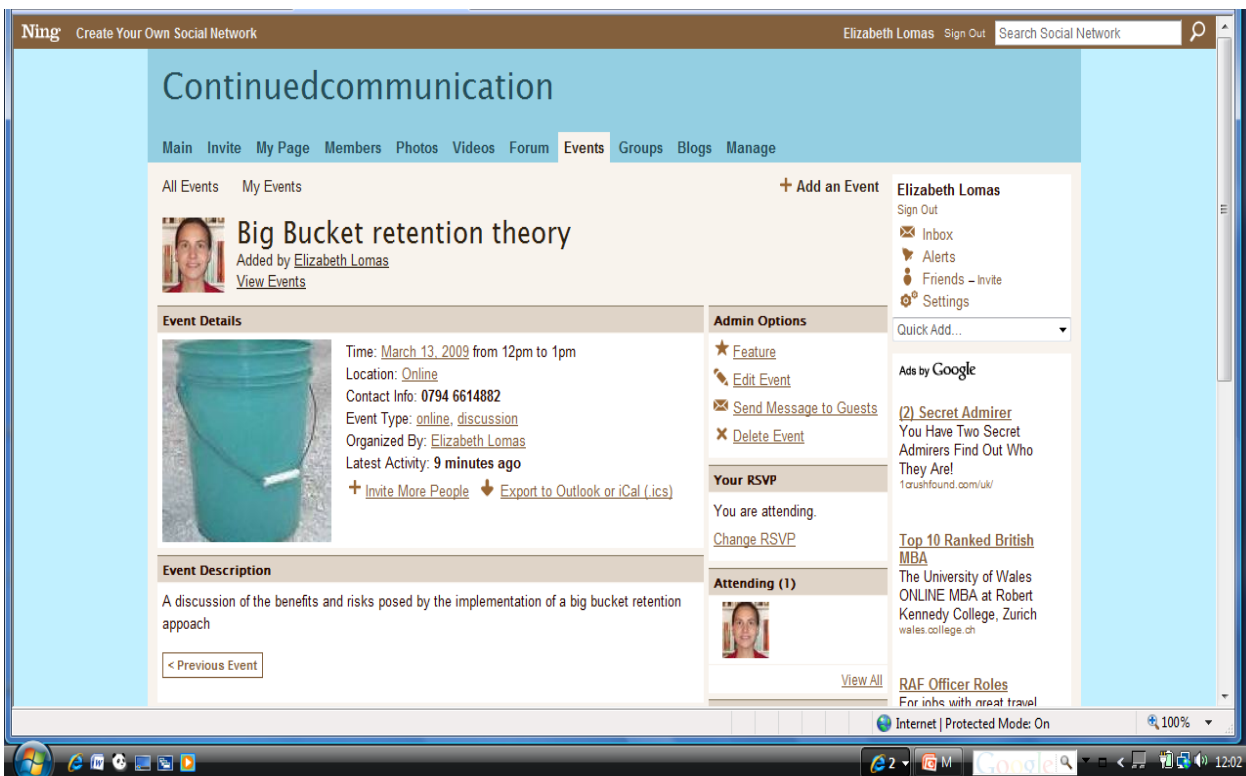 Ning Create Your Own Social Network
Elizabeth Lomas Sign Out Search Social Network
Continuedcommunication
Main Invite My Page Members Photos Videos Forum Events Groups Blogs Manage
All Events My Events + Add an Event
Big Bucket retention theory
Added by Elizabeth Lomas
View Events
Event Details
Time: March 13, 2009 from 12pm to 1pm
Location: Online
Contact Info: 0794 6614882
Event Type: online, discussion
Organized By: Elizabeth Lomas
Latest Activity: 9 minutes ago
+ Invite More People Export to Outlook or iCal (.ics)
Event Description
A discussion of the benefits and risks posed by the implementation of a big bucket retention
appoach
< Previous Event
Admin Options
Feature
Edit Event
Send Message to Guests
Delete Event
Your RSVP
You are attending.
Change RSVP
Attending (1)
View All
Elizabeth Lomas
Sign Out
Inbox
Alerts
Friends – Invite
Settings
Quick Add...
Ads by Google
(2) Secret Admirer
You Have Two Secret
Admirers Find Out Who
They Are!
1crushfound.com/uk/
Top 10 Ranked British
MBA
The University of Wales
ONLINE MBA at Robert
Kennedy College, Zurich
wales.college.ch
RAF Officer Roles
For jobs with great travel
Internet | Protected Mode: On 100%
2 M Google 12:02